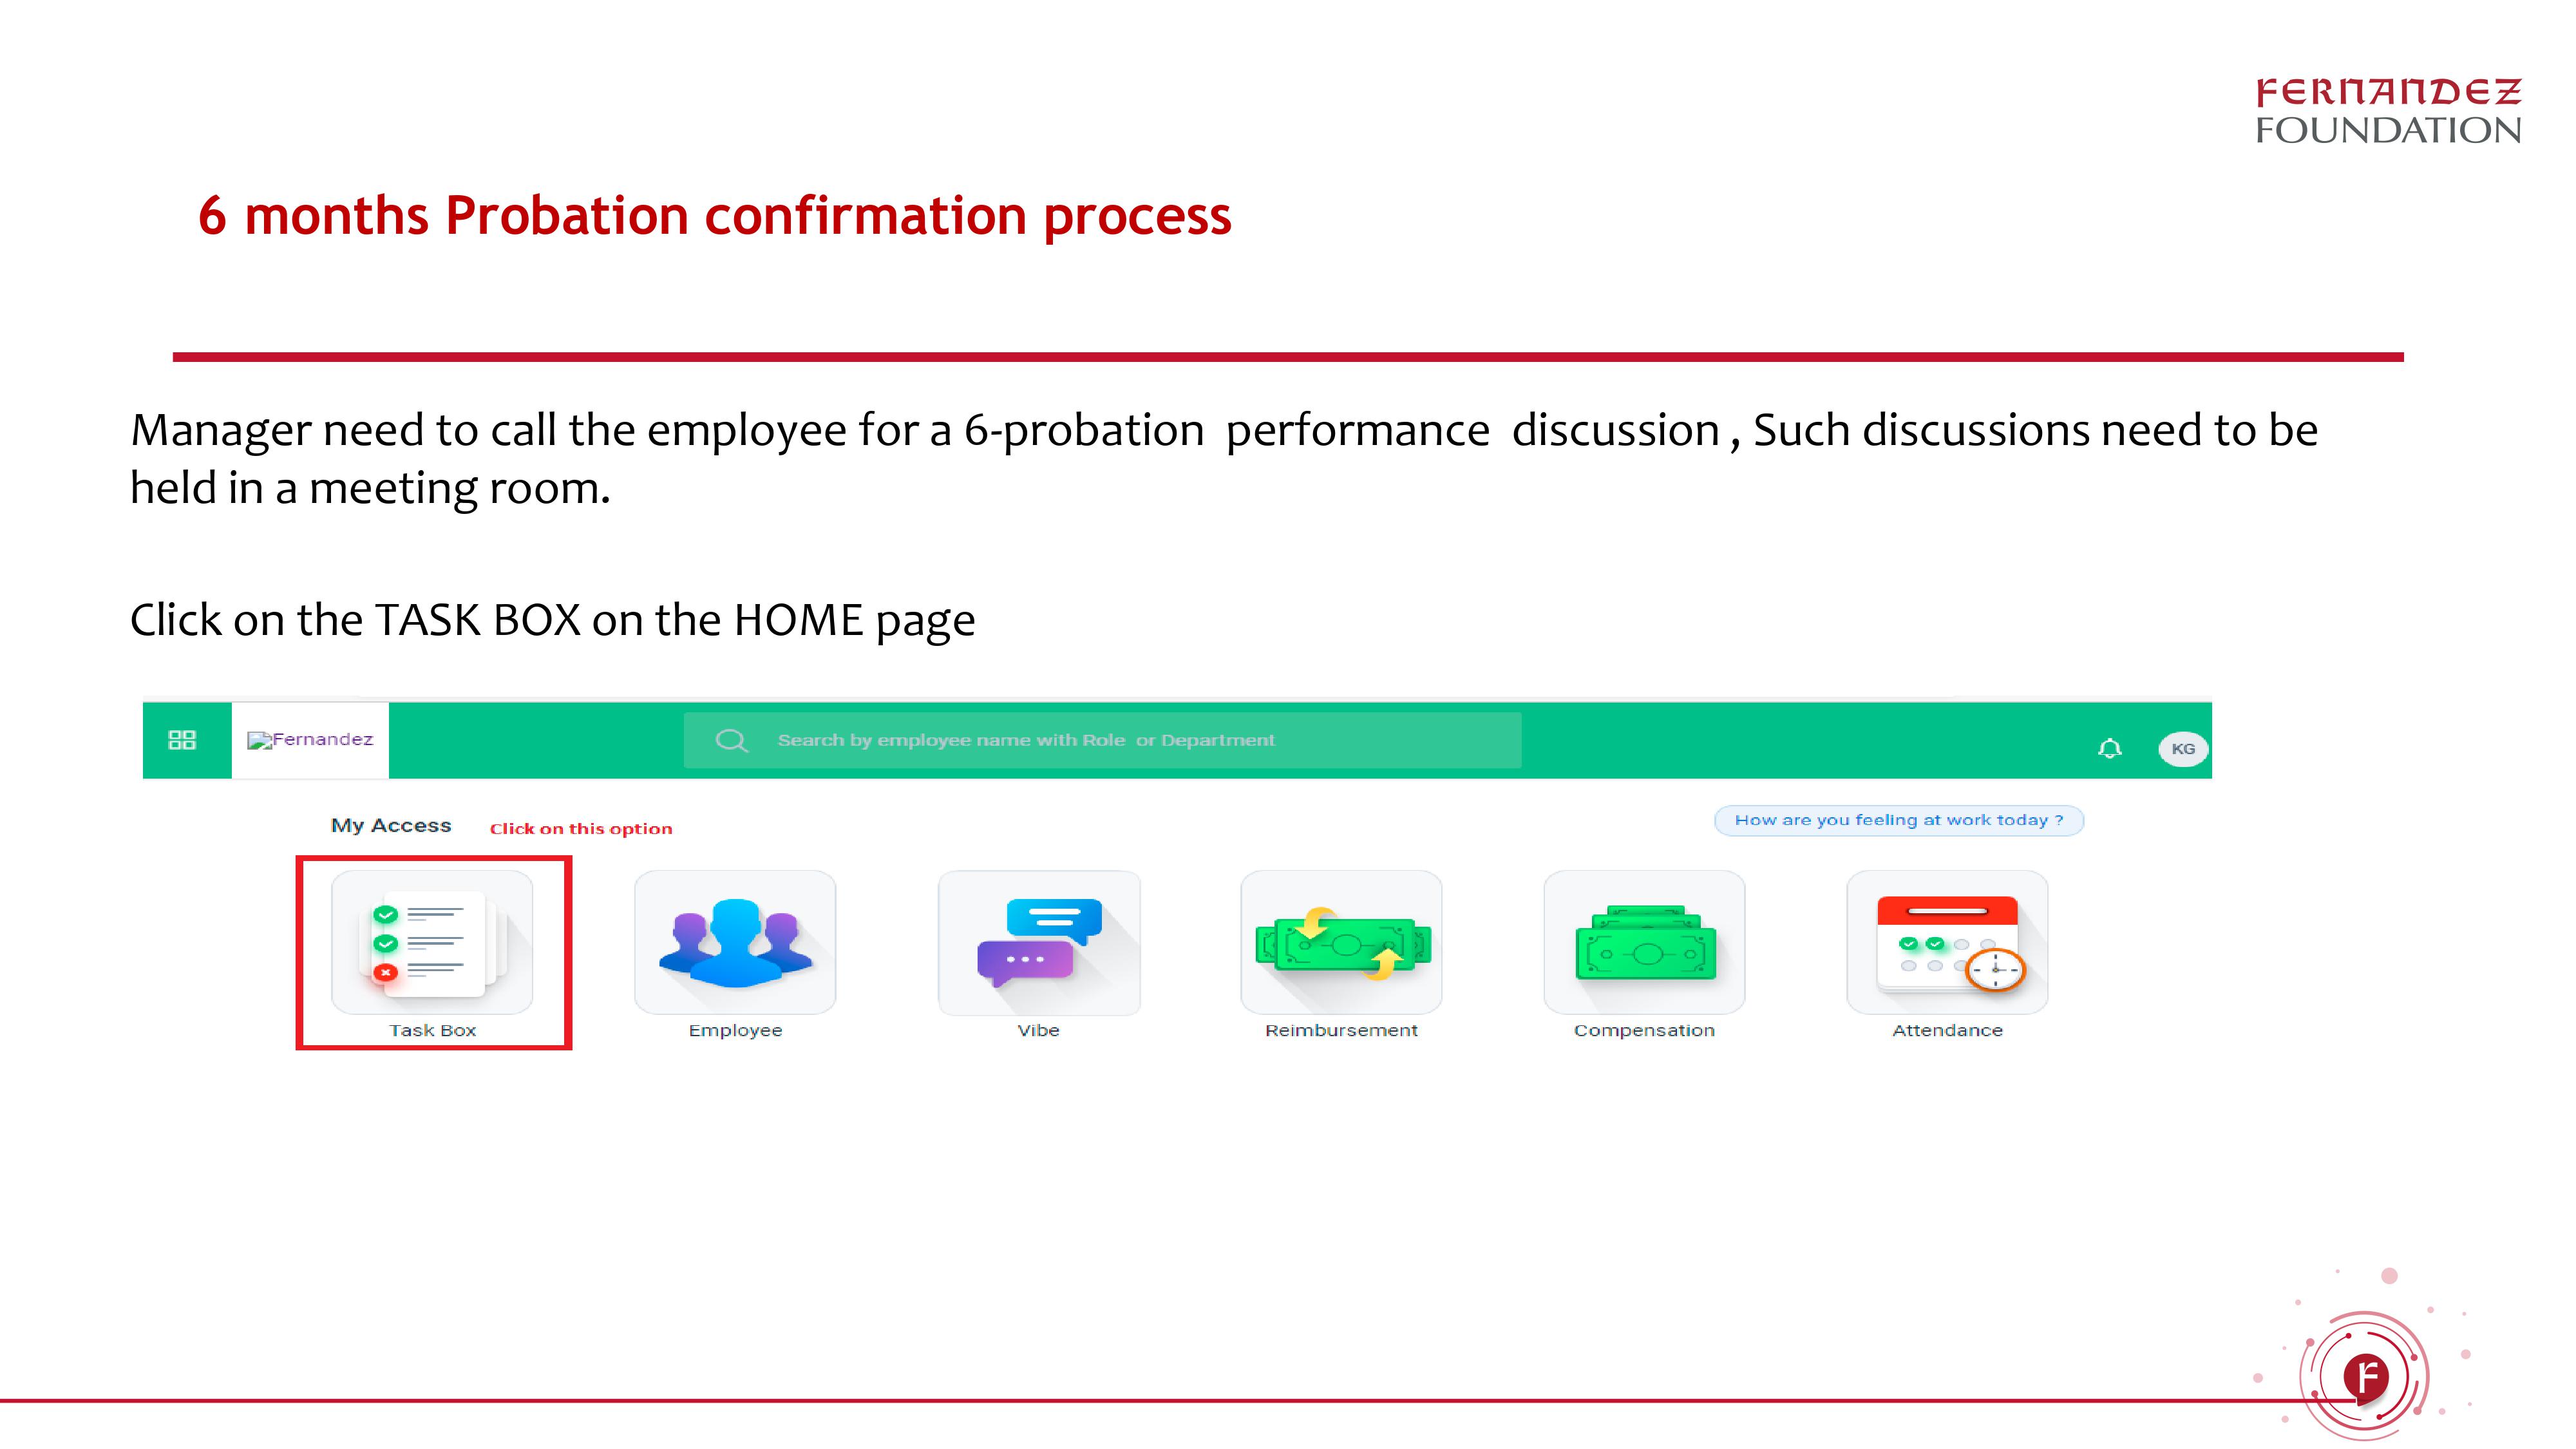 FERNANDEZ
FOUNDATION
6 months Probation confirmation process
Manager need to call the employee for a 6-probation performance discussion , Such discussions need to be
held in a meeting room.
Click on the TASK BOX on the HOME page
Fernandez
Search by employee name with Role or Department
KG
My Access
Click on this option
How are you feeling at work today ?
Task Box
Employee
Vibe
Reimbursement
Compensation
Attendance
F